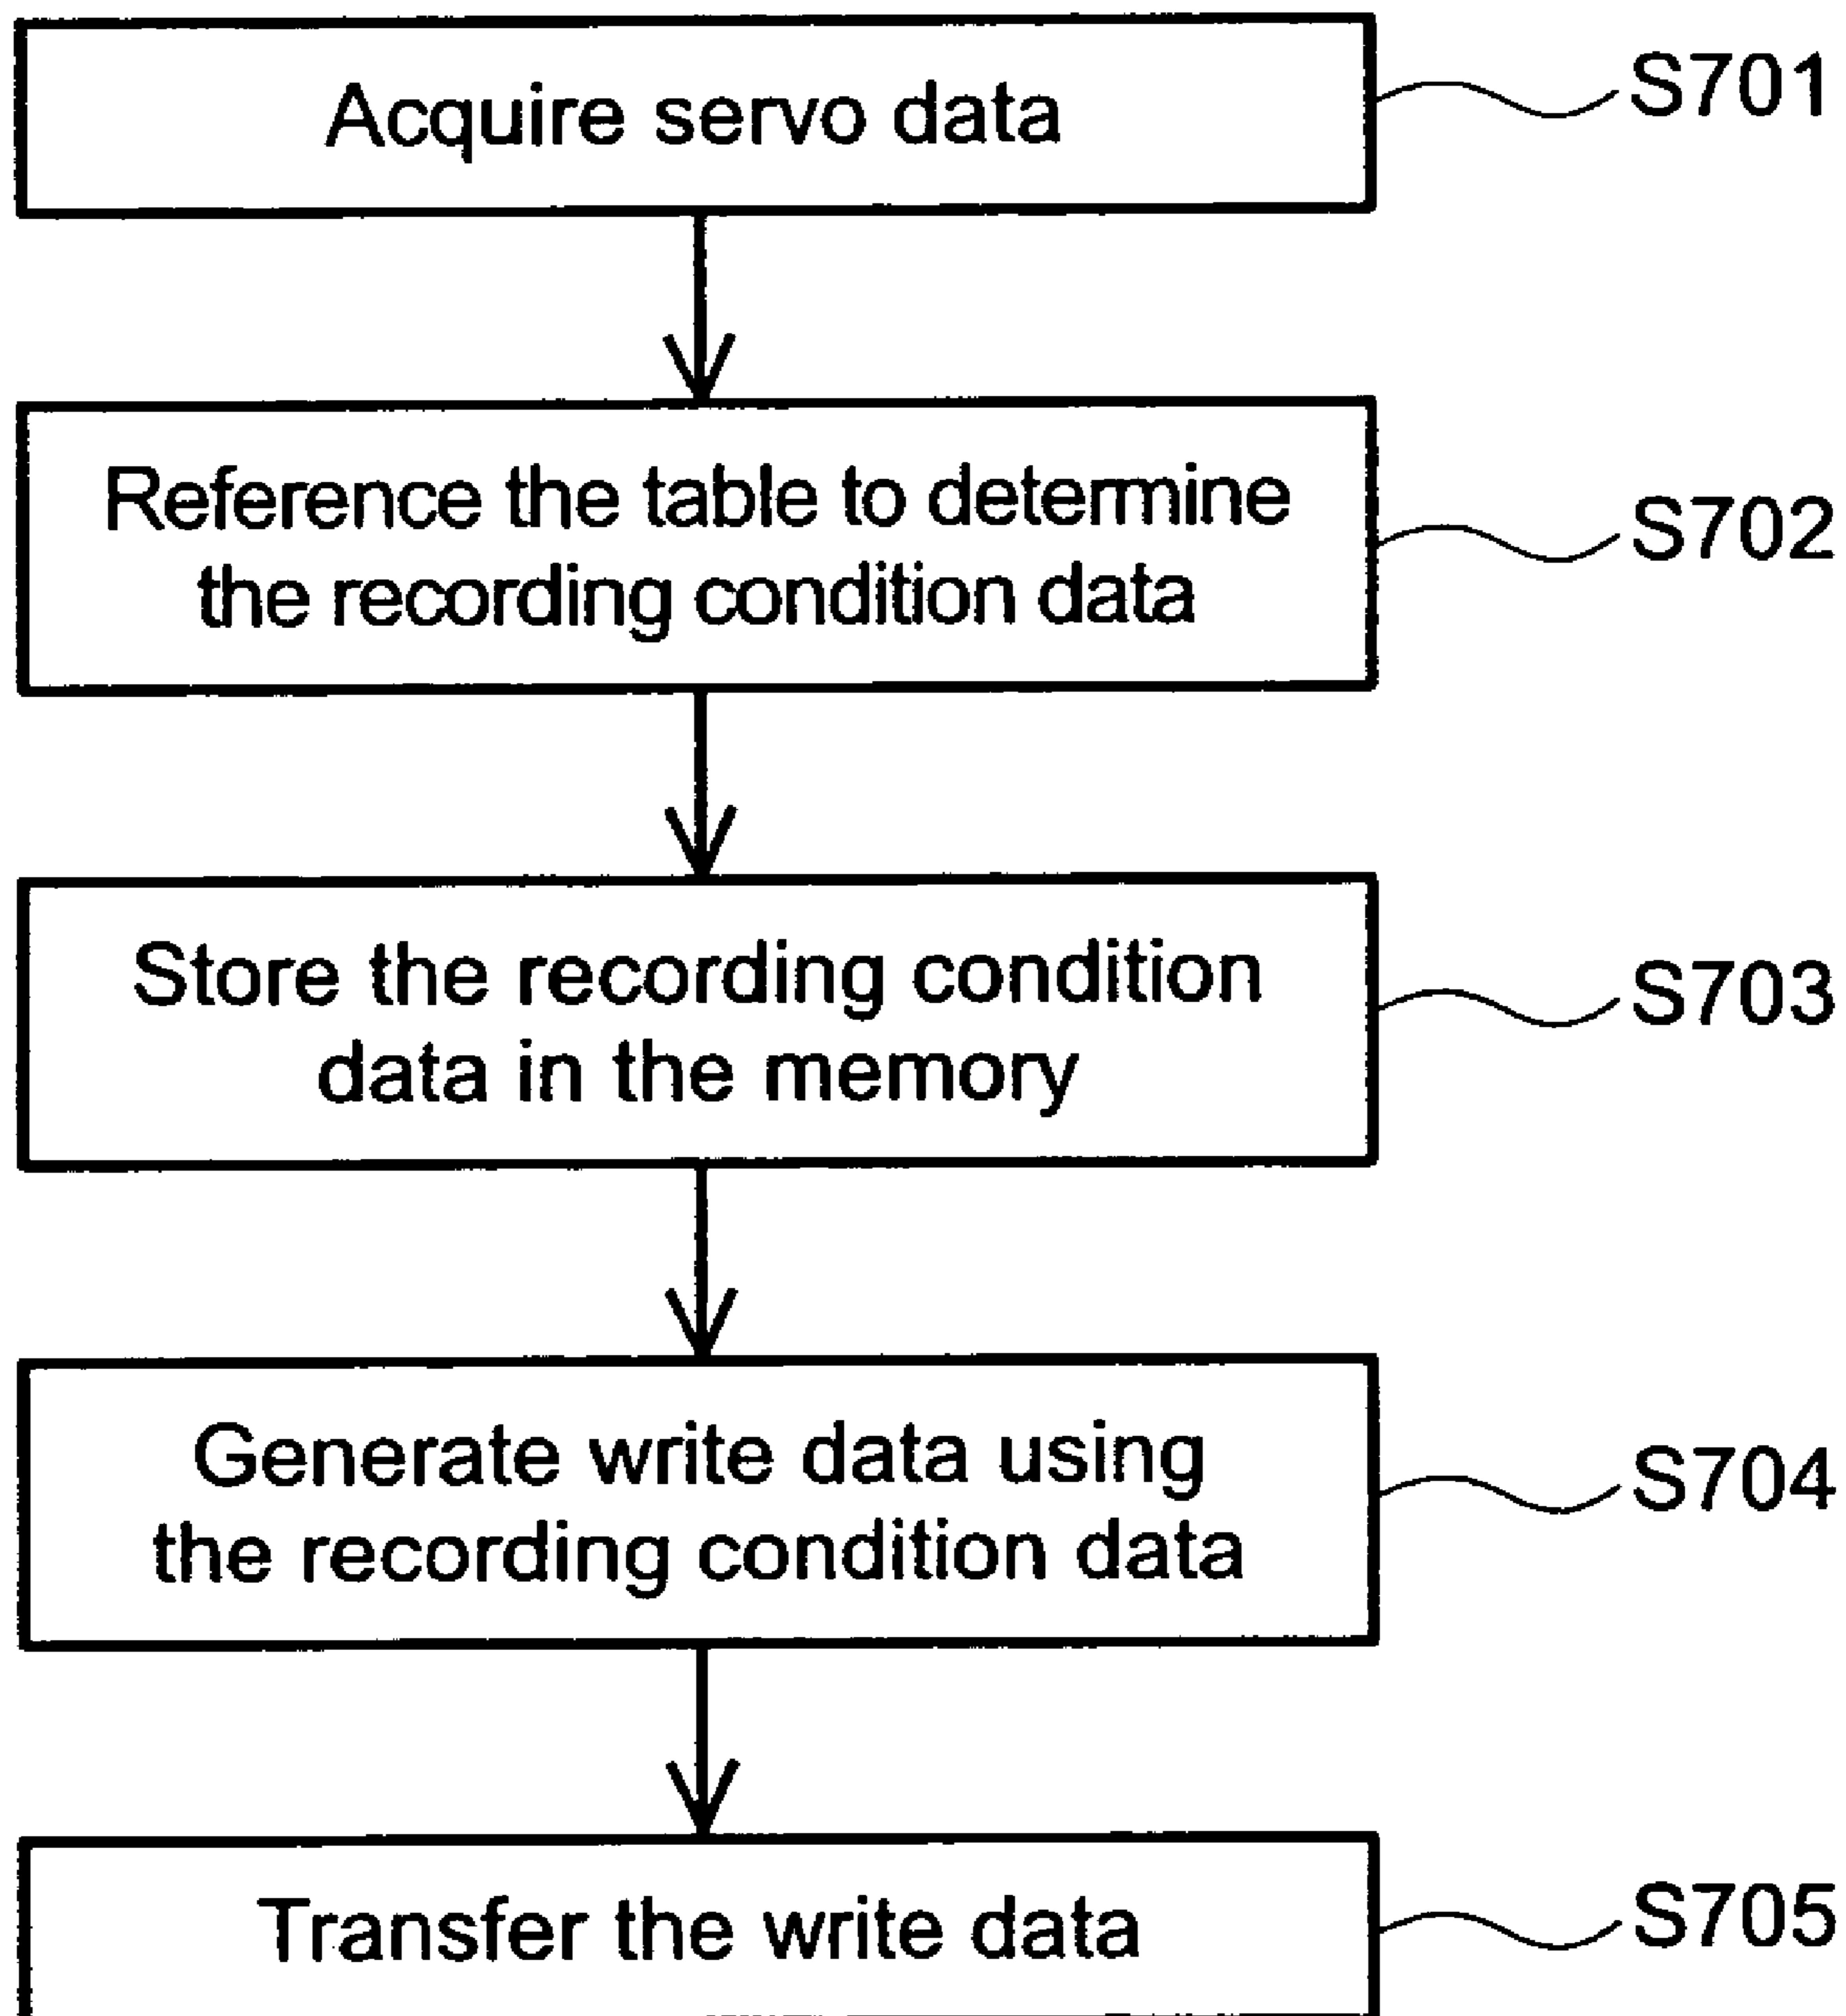 Acquire servo data
S701
Reference the table to determine
the recording condition data
S702
Store the recording condition
data in the memory
S703
Generate write data using
the recording condition data
S704
Transfer the write data
S705